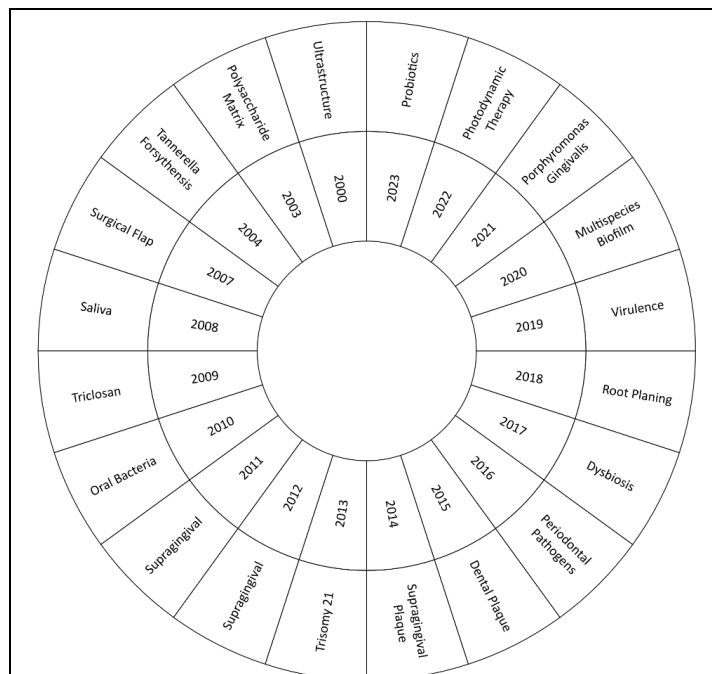 Probiotics
2023
Photodynamic
Therapy
2022
Porphyromonas
Gingivalis
2021
Multispecies
Biofilm
2020
Virulence
2019
Root Planing
2018
Dysbiosis
2017
Periodontal
Pathogens
2016
Dental Plaque
2015
Supragingival
Plaque
2014
Trisomy 21
2013
Supragingival
2012
Supragingival
2011
Oral Bacteria
2010
Triclosan
2009
Saliva
2008
Surgical Flap
2007
Tannerella
Forsythensis
2004
Polysaccharide
Matrix
2003
Ultrastructure
2000